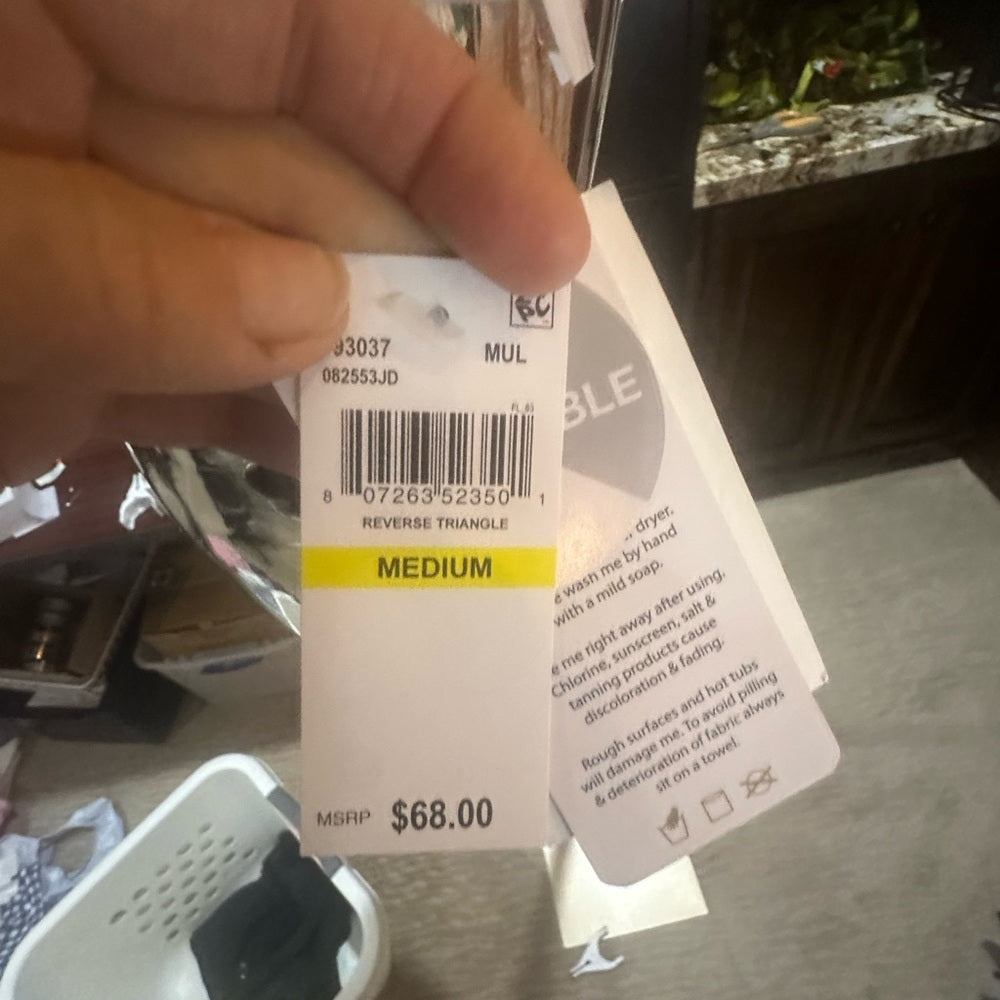 BC
93037 MUL
082553JD
FL_03
8 07263 52350 1
REVERSE TRIANGLE
MEDIUM
MSRP $68.00
BLE
dryer.
wash me by hand
with a mild soap.
me right away after using.
Chlorine, sunscreen, salt &
tanning products cause
discoloration & fading.
Rough surfaces and hot tubs
will damage me. To avoid pilling
& deterioration of fabric always
sit on a towel.